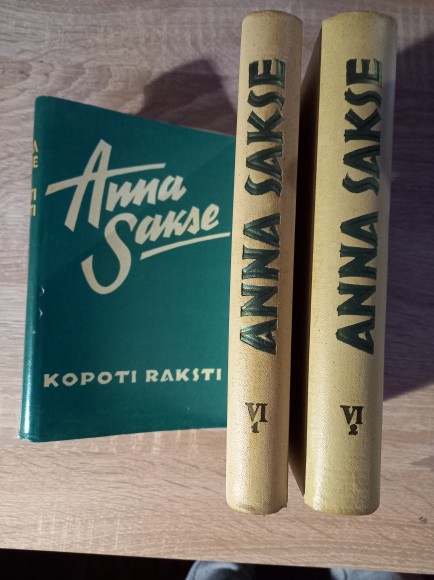 Anna
Sakse
KOPOTI RAKSTI
ANNA SAKSE
VI
1
ANNA SAKSE
VI
2